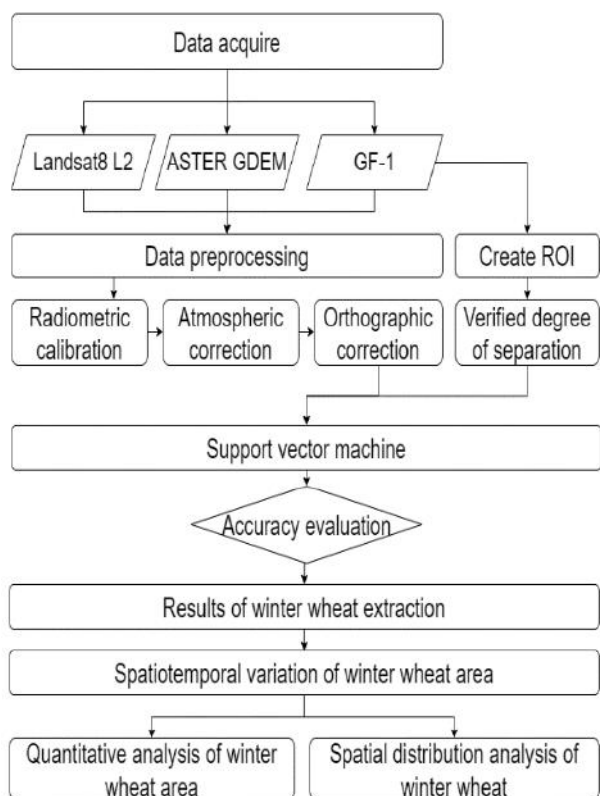 Data acquire
Landsat8 L2
ASTER GDEM
GF-1
Data preprocessing
Create ROI
Radiometric
calibration
Atmospheric
correction
Orthographic
correction
Verified degree
of separation
Support vector machine
Accuracy evaluation
Results of winter wheat extraction
Spatiotemporal variation of winter wheat area
Quantitative analysis of winter
wheat area
Spatial distribution analysis of
winter wheat